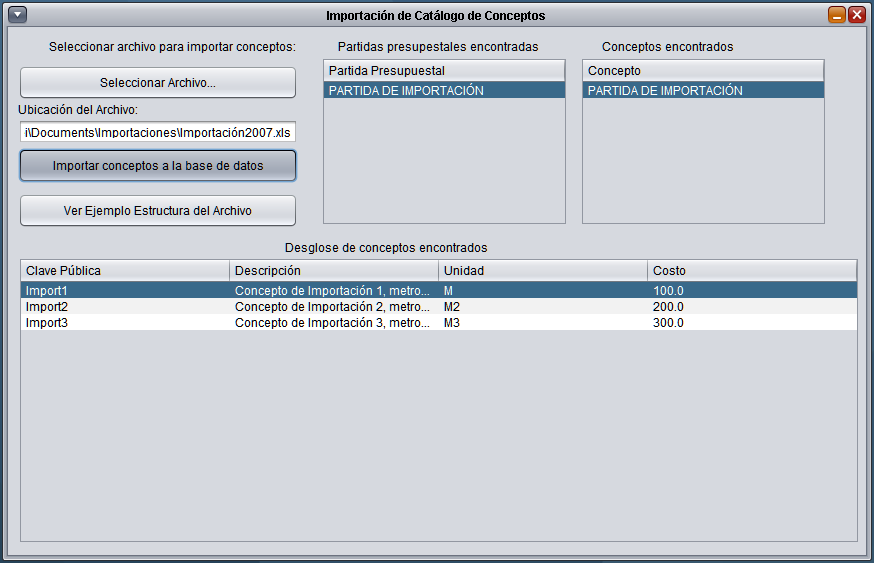 Importación de Catálogo de Conceptos
Seleccionar archivo para importar conceptos:
Seleccionar Archivo...
Ubicación del Archivo:
i\Documents\Importaciones\Importación2007.xls
Importar conceptos a la base de datos
Ver Ejemplo Estructura del Archivo
Partidas presupestales encontradas
Partida Presupuestal
PARTIDA DE IMPORTACIÓN
Conceptos encontrados
Concepto
PARTIDA DE IMPORTACIÓN
Desglose de conceptos encontrados
Clave Pública Descripción Unidad Costo
Import1 Concepto de Importación 1, metro... M 100.0
Import2 Concepto de Importación 2, metro... M2 200.0
Import3 Concepto de Importación 3, metro... M3 300.0